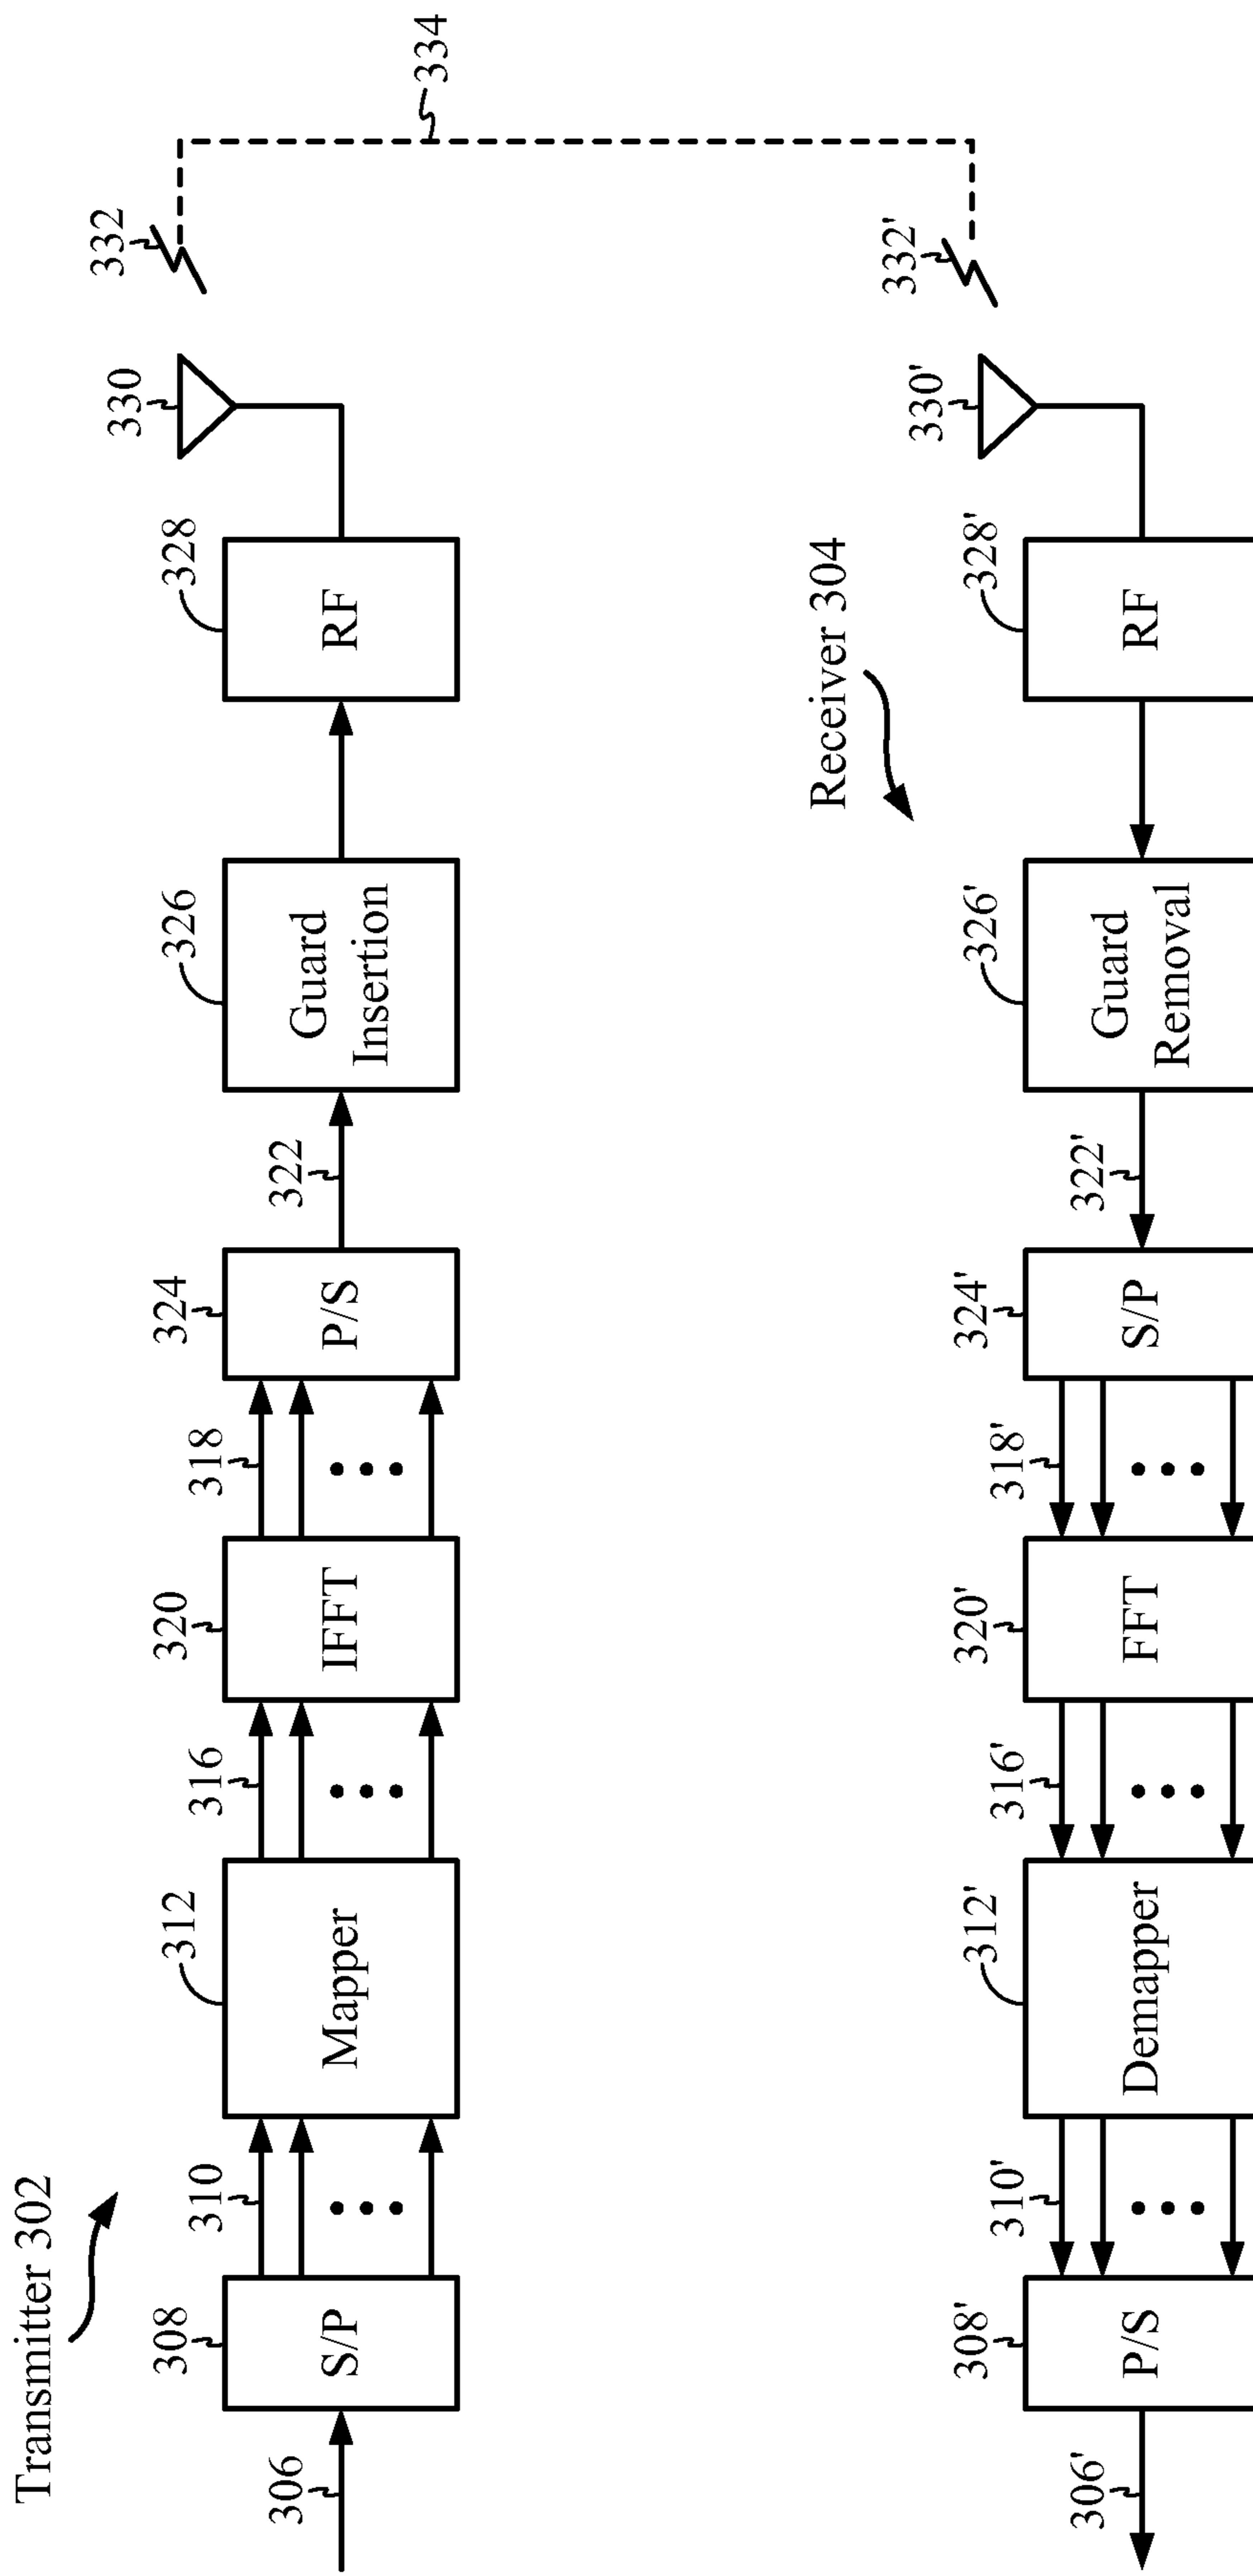 Transmitter 302
306
308
S/P
310
312
Mapper
316
320
IFFT
318
324
P/S
322
326
Guard
Insertion
328
RF
330
332
334
Receiver 304
306'
308'
P/S
310'
312'
Demapper
316'
320'
FFT
318'
324'
S/P
322'
326'
Guard
Removal
328'
RF
330'
332'